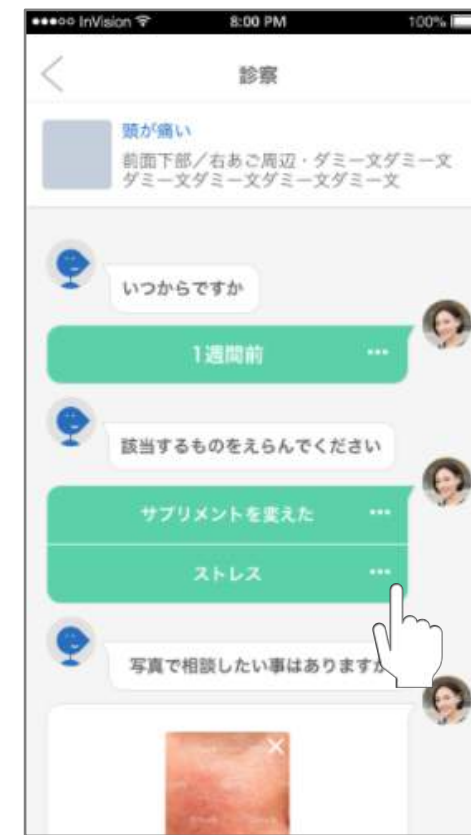 ●●●○○ InVision 8:00 PM 100%
診察
頭が痛い
前面下部／右あご周辺・ダミー文ダミー文
ダミー文ダミー文ダミー文ダミー文
いつからですか
1週間前
該当するものをえらんでください
サプリメントを変えた
ストレス
写真で相談したい事はあります